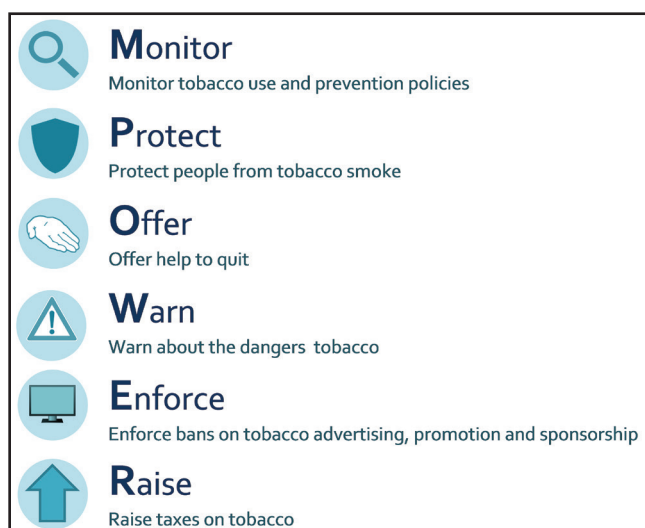 Monitor
Monitor tobacco use and prevention policies
Protect
Protect people from tobacco smoke
Offer
Offer help to quit
Warn
Warn about the dangers tobacco
Enforce
Enforce bans on tobacco advertising, promotion and sponsorship
Raise
Raise taxes on tobacco